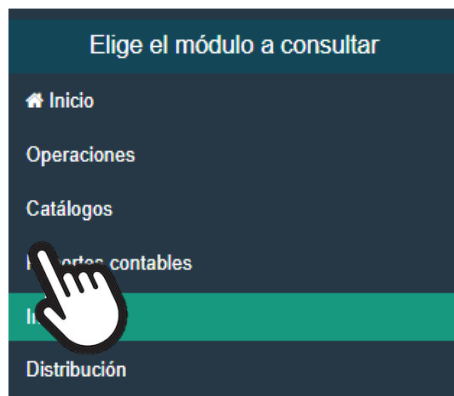 Elige el módulo a consultar
Inicio
Operaciones
Catálogos
contables
Distribución